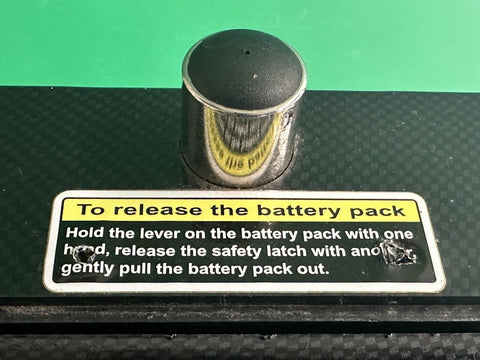 To release the battery pack
Hold the lever on the battery pack with one
hand, release the safety latch with
gently pull the battery pack out.